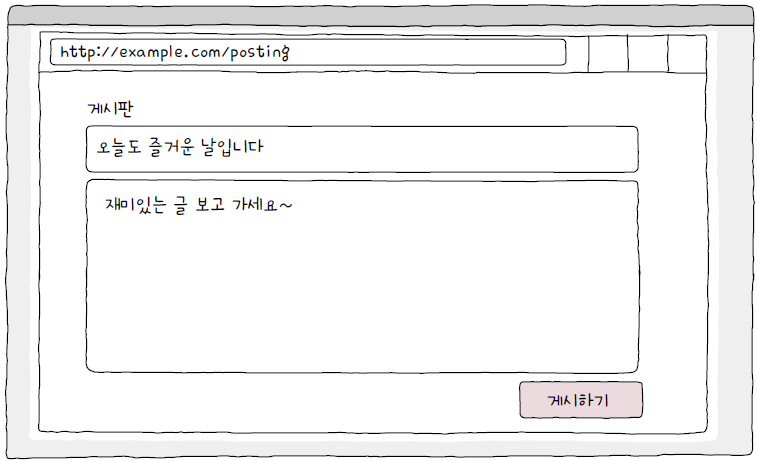 http://example.com/posting
게시판
오늘도 즐거운 날입니다
재미있는 글 보고 가세요~
게시하기